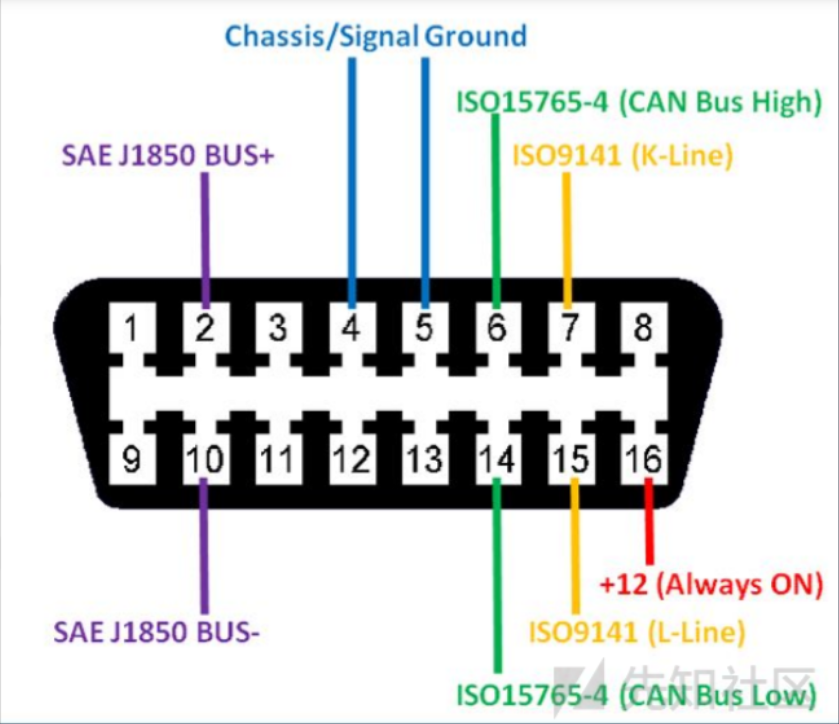 Chassis/Signal Ground
ISO15765-4 (CAN Bus High)
SAE J1850 BUS+
ISO9141 (K-Line)
1 2 3 4 5 6 7 8
9 10 11 12 13 14 15 16
+12 (Always ON)
SAE J1850 BUS-
ISO9141 (L-Line)
ISO15765-4 (CAN Bus Low)
先知社区